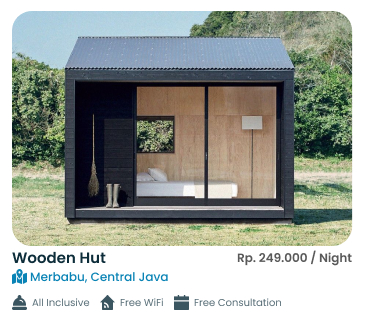 Wooden Hut
Rp. 249.000 / Night
Merbabu, Central Java
All Inclusive Free WiFi Free Consultation